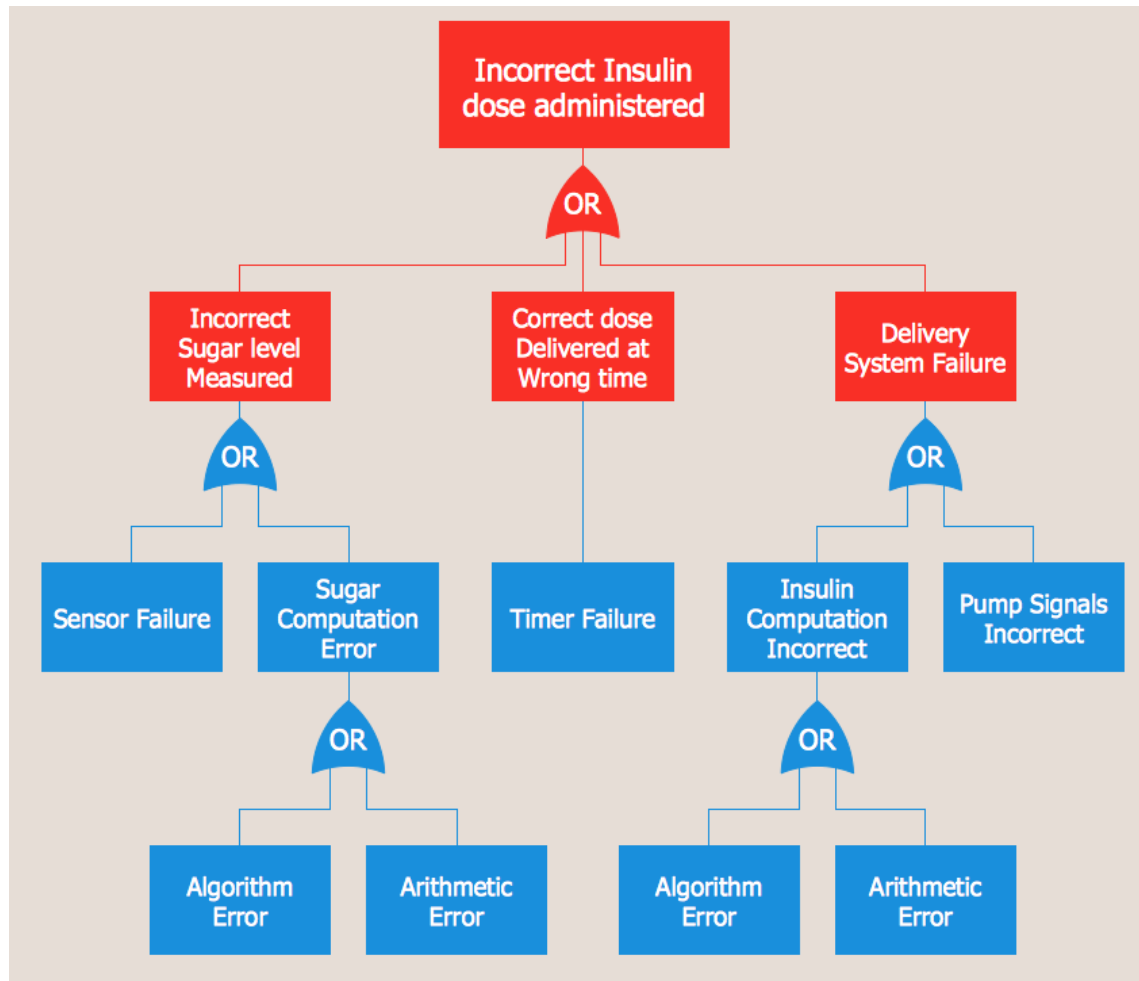 Incorrect Insulin
dose administered
OR
Incorrect
Sugar level
Measured
Correct dose
Delivered at
Wrong time
Delivery
System Failure
OR
OR
Sensor Failure
Sugar
Computation
Error
Timer Failure
Insulin
Computation
Incorrect
Pump Signals
Incorrect
OR
OR
Algorithm
Error
Arithmetic
Error
Algorithm
Error
Arithmetic
Error